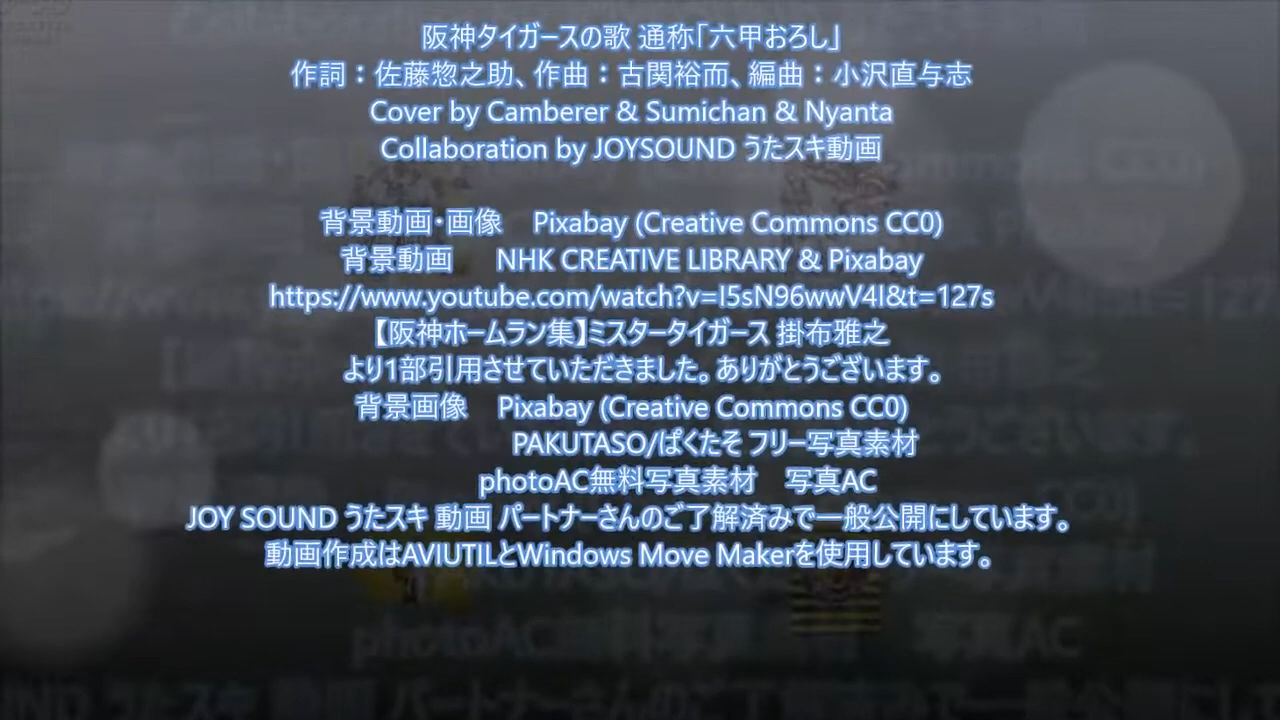 阪神タイガースの歌 通称「六甲おろし」
作詞：佐藤惣之助、作曲：古関裕而、編曲：小沢直与志
Cover by Camberer & Sumichan & Nyanta
Collaboration by JOYSOUND うたスキ動画
背景動画・画像　Pixabay (Creative Commons CC0)
背景動画　NHK CREATIVE LIBRARY & Pixabay
https://www.youtube.com/watch?v=I5sN96wwV4I&t=127s
【阪神ホームラン集】ミスタータイガース 掛布雅之
より1部引用させていただきました。ありがとうございます。
背景画像　Pixabay (Creative Commons CC0)
PAKUTASO/ぱくたそ フリー写真素材
photoAC無料写真素材　写真AC
JOY SOUND うたスキ 動画 パートナーさんのご了解済みで一般公開にしています。
動画作成はAVIUTILとWindows Move Makerを使用しています。